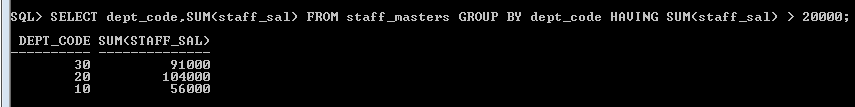 SQL> SELECT dept_code,SUM(staff_sal) FROM staff_masters GROUP BY dept_code HAVING SUM(staff_sal) > 20000;
DEPT_CODE SUM(STAFF_SAL)
---------- --------------
30 91000
20 104000
10 56000